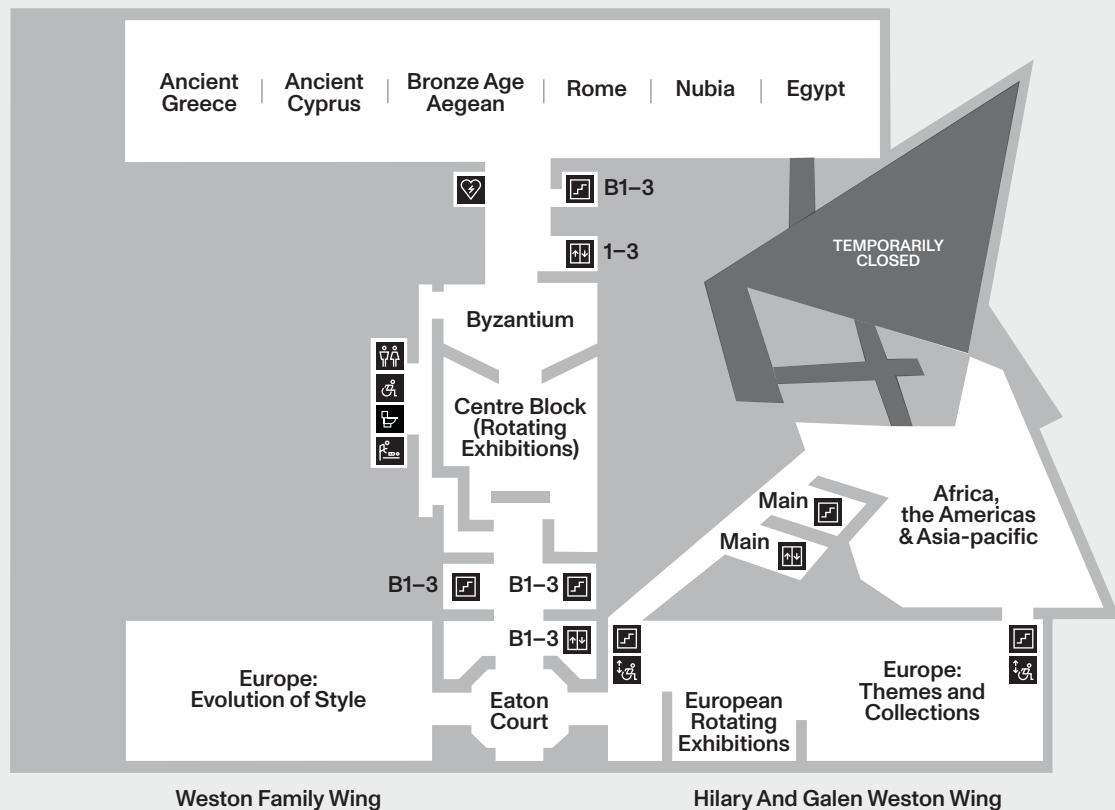 Ancient
Greece
Ancient
Cyprus
Bronze Age
Aegean
Rome
Nubia
Egypt
B1–3
1–3
TEMPORARILY
CLOSED
Byzantium
Centre Block
(Rotating
Exhibitions)
Main
Main
Africa,
the Americas
& Asia-pacific
B1–3
B1–3
B1–3
Europe:
Evolution of Style
Eaton
Court
European
Rotating
Exhibitions
Europe:
Themes and
Collections
Weston Family Wing
Hilary And Galen Weston Wing